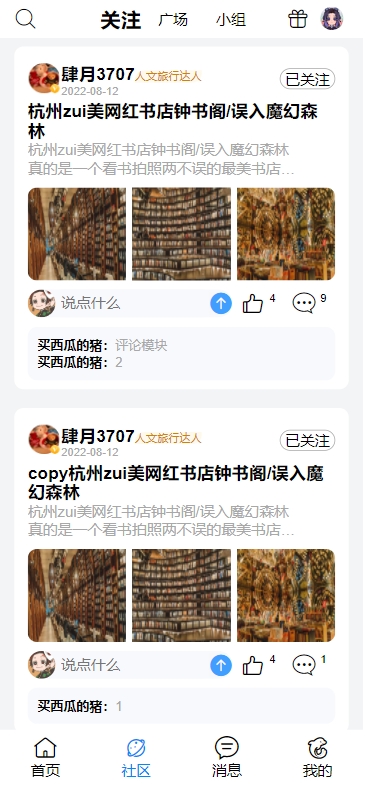 关注 广场 小组
肆月3707人文旅行达人
已关注
2022-08-12
杭州zui美网红书店钟书阁/误入魔幻森
林
杭州zui美网红书店钟书阁/误入魔幻森林
真的是一个看书拍照两不误的最美书店…
说点什么 4 9
买西瓜的猪：评论模块
买西瓜的猪：2
肆月3707人文旅行达人
已关注
2022-08-12
copy杭州zui美网红书店钟书阁/误入魔
幻森林
杭州zui美网红书店钟书阁/误入魔幻森林
真的是一个看书拍照两不误的最美书店…
说点什么 4 1
买西瓜的猪：1
首页 社区 消息 我的